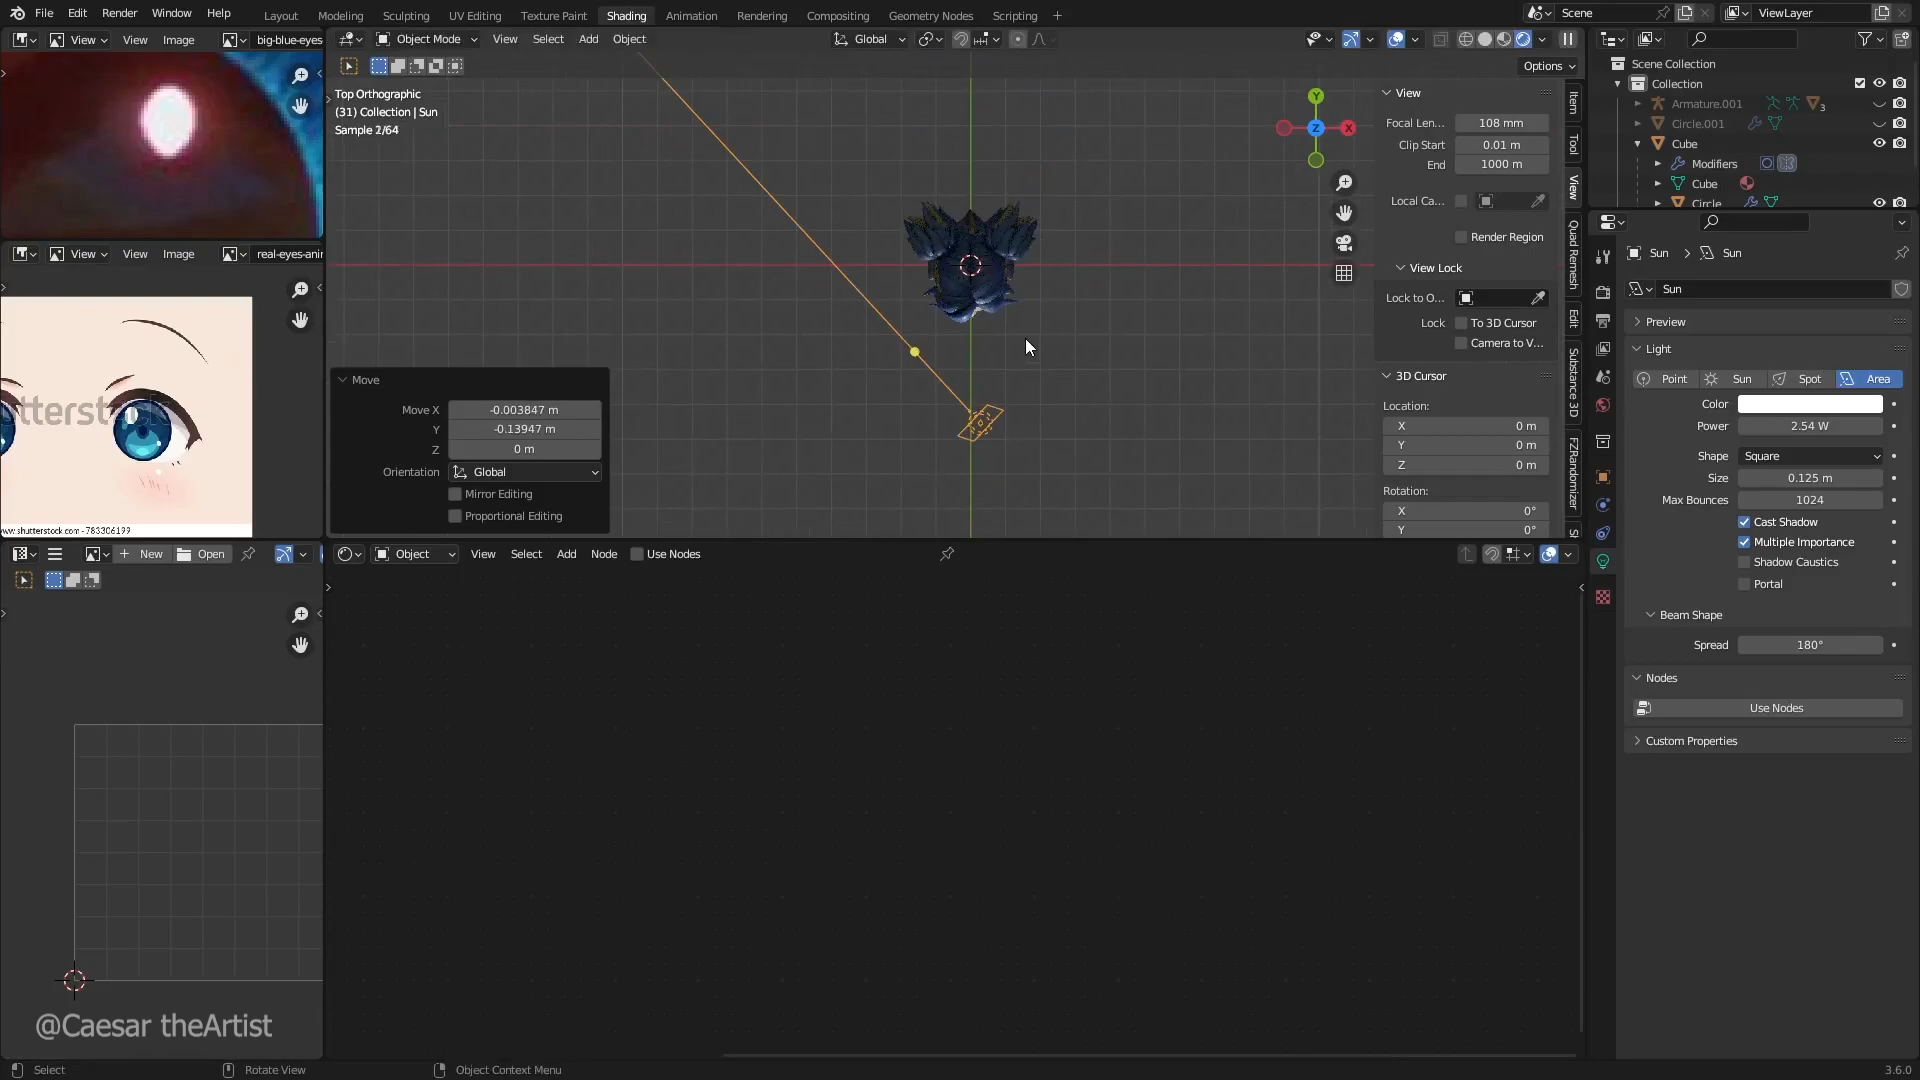 File Edit Render Window Help Layout Modeling Sculpting UV Editing Texture Paint Shading Animation Rendering Compositing Geometry Nodes Scripting + Scene ViewLayer
View View Image big-blue-eyes Object Mode View Select Add Object Global
Options
Top Orthographic
(31) Collection | Sun
Sample 2/64
Y
Z
X
View
Focal Len... 108 mm
Clip Start 0.01 m
End 1000 m
Local Ca...
Render Region
View Lock
Lock to O...
Lock To 3D Cursor
Camera to V...
3D Cursor
Location:
X 0 m
Y 0 m
Z 0 m
Rotation:
X 0°
Y 0°
Item
Tool
View
Quad Remesh
Edit
Substance 3D
FZRandomizer
Scene Collection
Collection
Armature.001 3
Circle.001
Cube
Modifiers
Cube
Circle
Sun Sun
Sun
Preview
Light
Point Sun Spot Area
Color
Power 2.54 W
Shape Square
Size 0.125 m
Max Bounces 1024
Cast Shadow
Multiple Importance
Shadow Caustics
Portal
Beam Shape
Spread 180°
Nodes
Use Nodes
Custom Properties
View View Image real-eyes-anir
utterstock
www.shutterstock.com · 783306199
Move
Move X -0.003847 m
Y -0.13947 m
Z 0 m
Orientation Global
Mirror Editing
Proportional Editing
New Open
Object View Select Add Node Use Nodes
@Caesar theArtist
Select Rotate View Object Context Menu 3.6.0